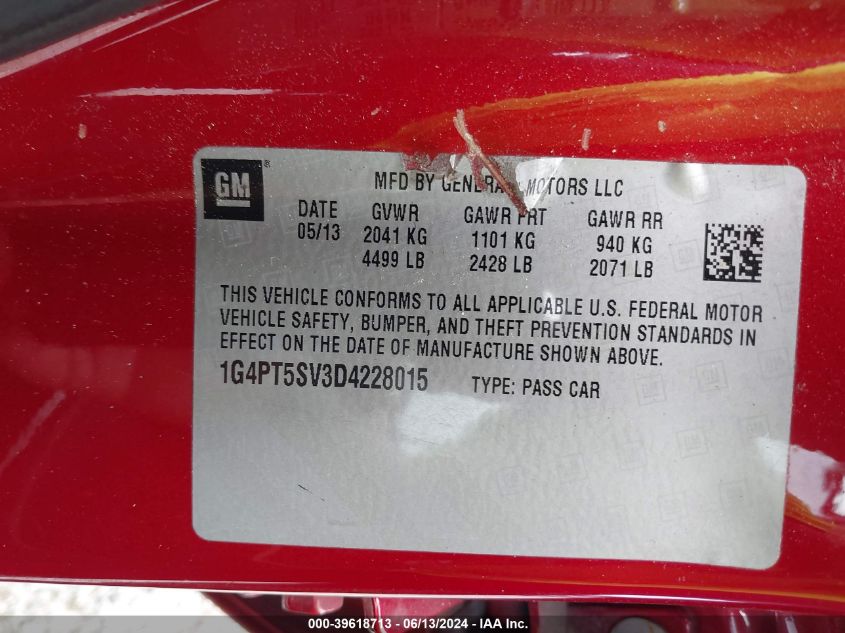 GM ®
MFD BY GENERAL MOTORS LLC
DATE GVWR GAWR FRT GAWR RR
05/13 2041 KG 1101 KG 940 KG
4499 LB 2428 LB 2071 LB
THIS VEHICLE CONFORMS TO ALL APPLICABLE U.S. FEDERAL MOTOR
VEHICLE SAFETY, BUMPER, AND THEFT PREVENTION STANDARDS IN
EFFECT ON THE DATE OF MANUFACTURE SHOWN ABOVE.
1G4PT5SV3D4228015 TYPE: PASS CAR
000-39618713 - 06/13/2024 - IAA Inc.